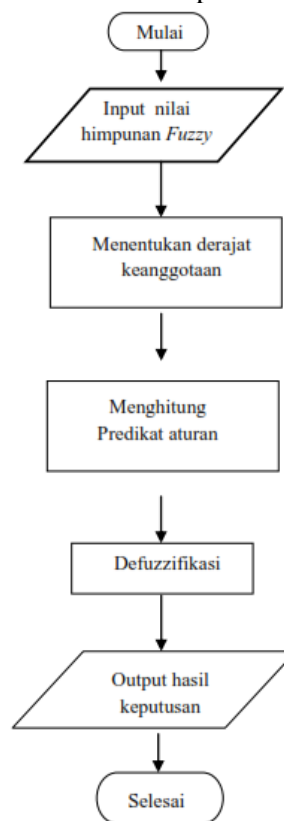 Mulai
Input nilai
himpunan Fuzzy
Menentukan derajat
keanggotaan
Menghitung
Predikat aturan
Defuzzifikasi
Output hasil
keputusan
Selesai